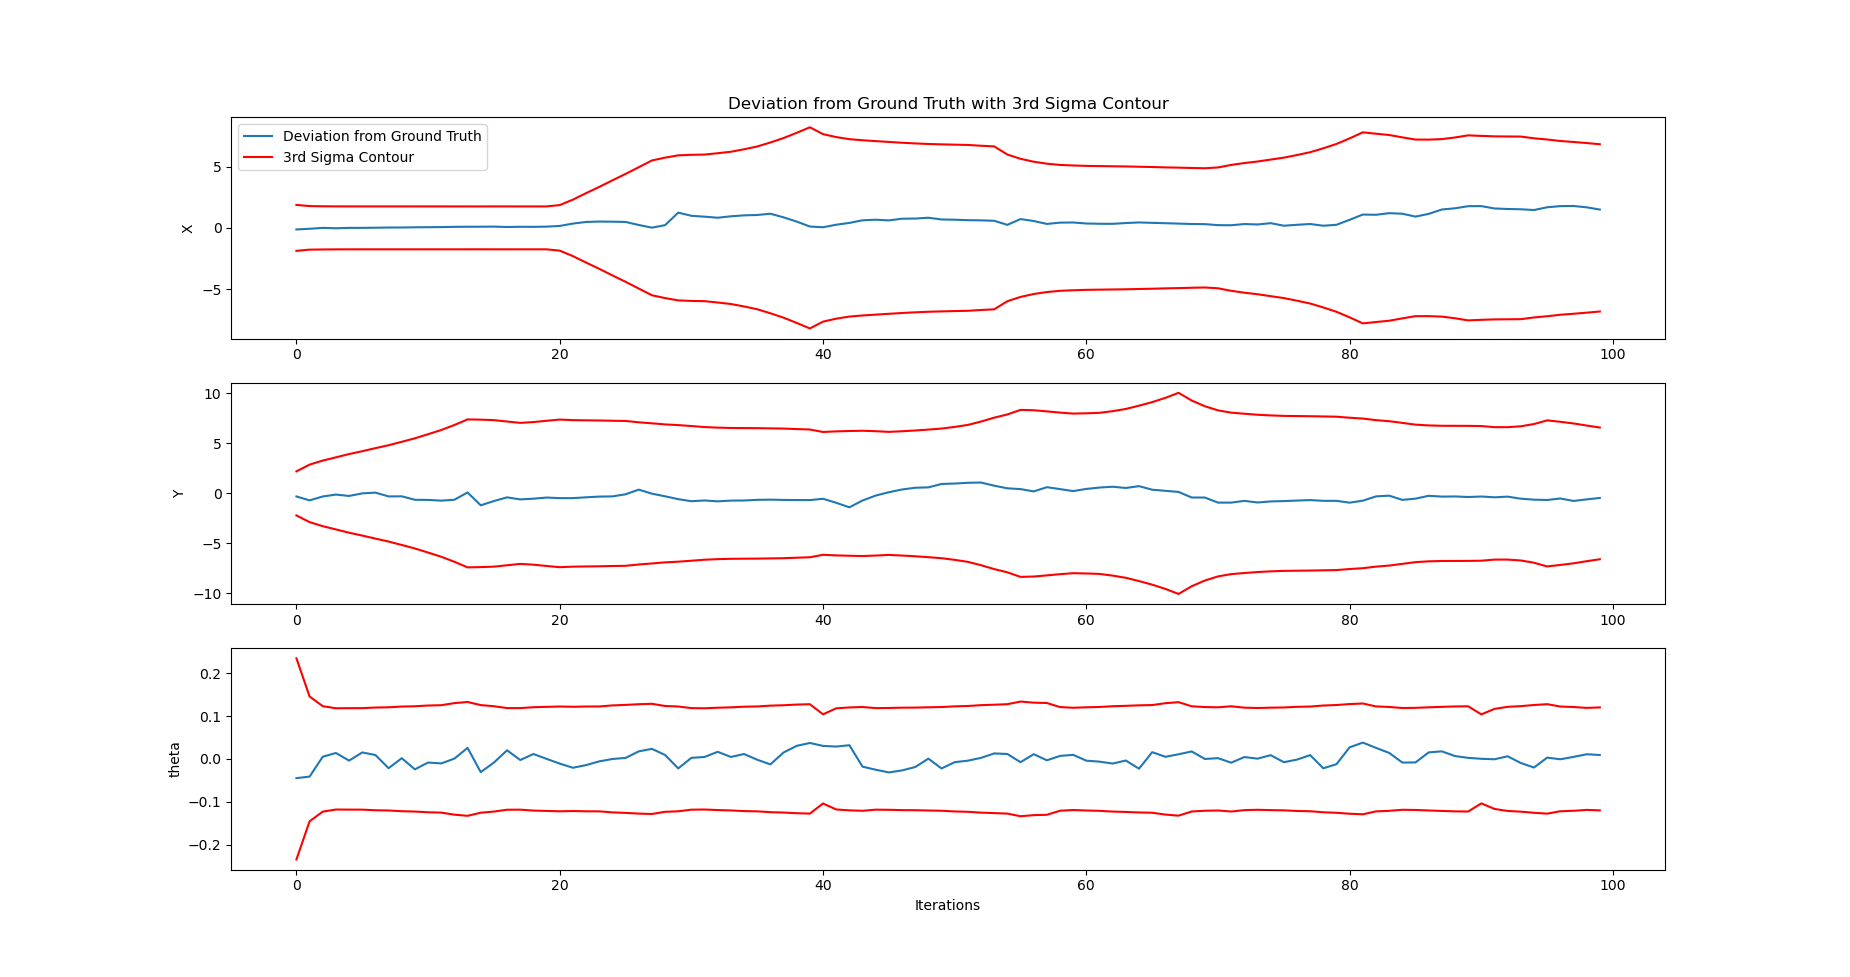 Deviation from Ground Truth with 3rd Sigma Contour
Deviation from Ground Truth
3rd Sigma Contour
X
5
0
−5
0 20 40 60 80 100
Y
10
5
0
−5
−10
0 20 40 60 80 100
theta
0.2
0.1
0.0
−0.1
−0.2
0 20 40 60 80 100
Iterations